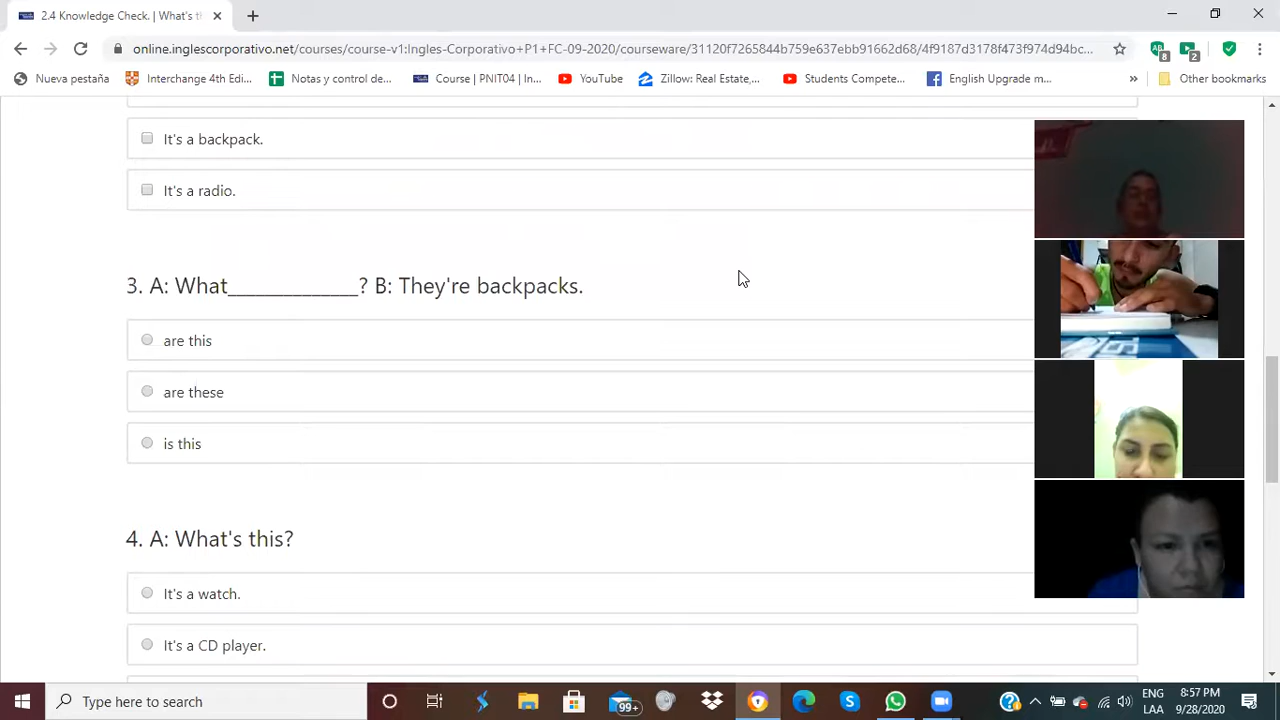 2.4 Knowledge Check. | What's t
online.inglescorporativo.net/courses/course-v1:Ingles-Corporativo+P1+FC-09-2020/courseware/31120f7265844b759e637ebb91662d68/4f9187d3178f473f974d94bc...
8
2
Nueva pestaña
Interchange 4th Edi...
Notas y control de...
Course | PNIT04 | In...
YouTube
Zillow: Real Estate,...
Students Compete...
English Upgrade m...
»
Other bookmarks
It's a backpack.
It's a radio.
3. A: What______________? B: They're backpacks.
are this
are these
is this
4. A: What's this?
It's a watch.
It's a CD player.
Type here to search
99+
ENG
LAA
8:57 PM
9/28/2020